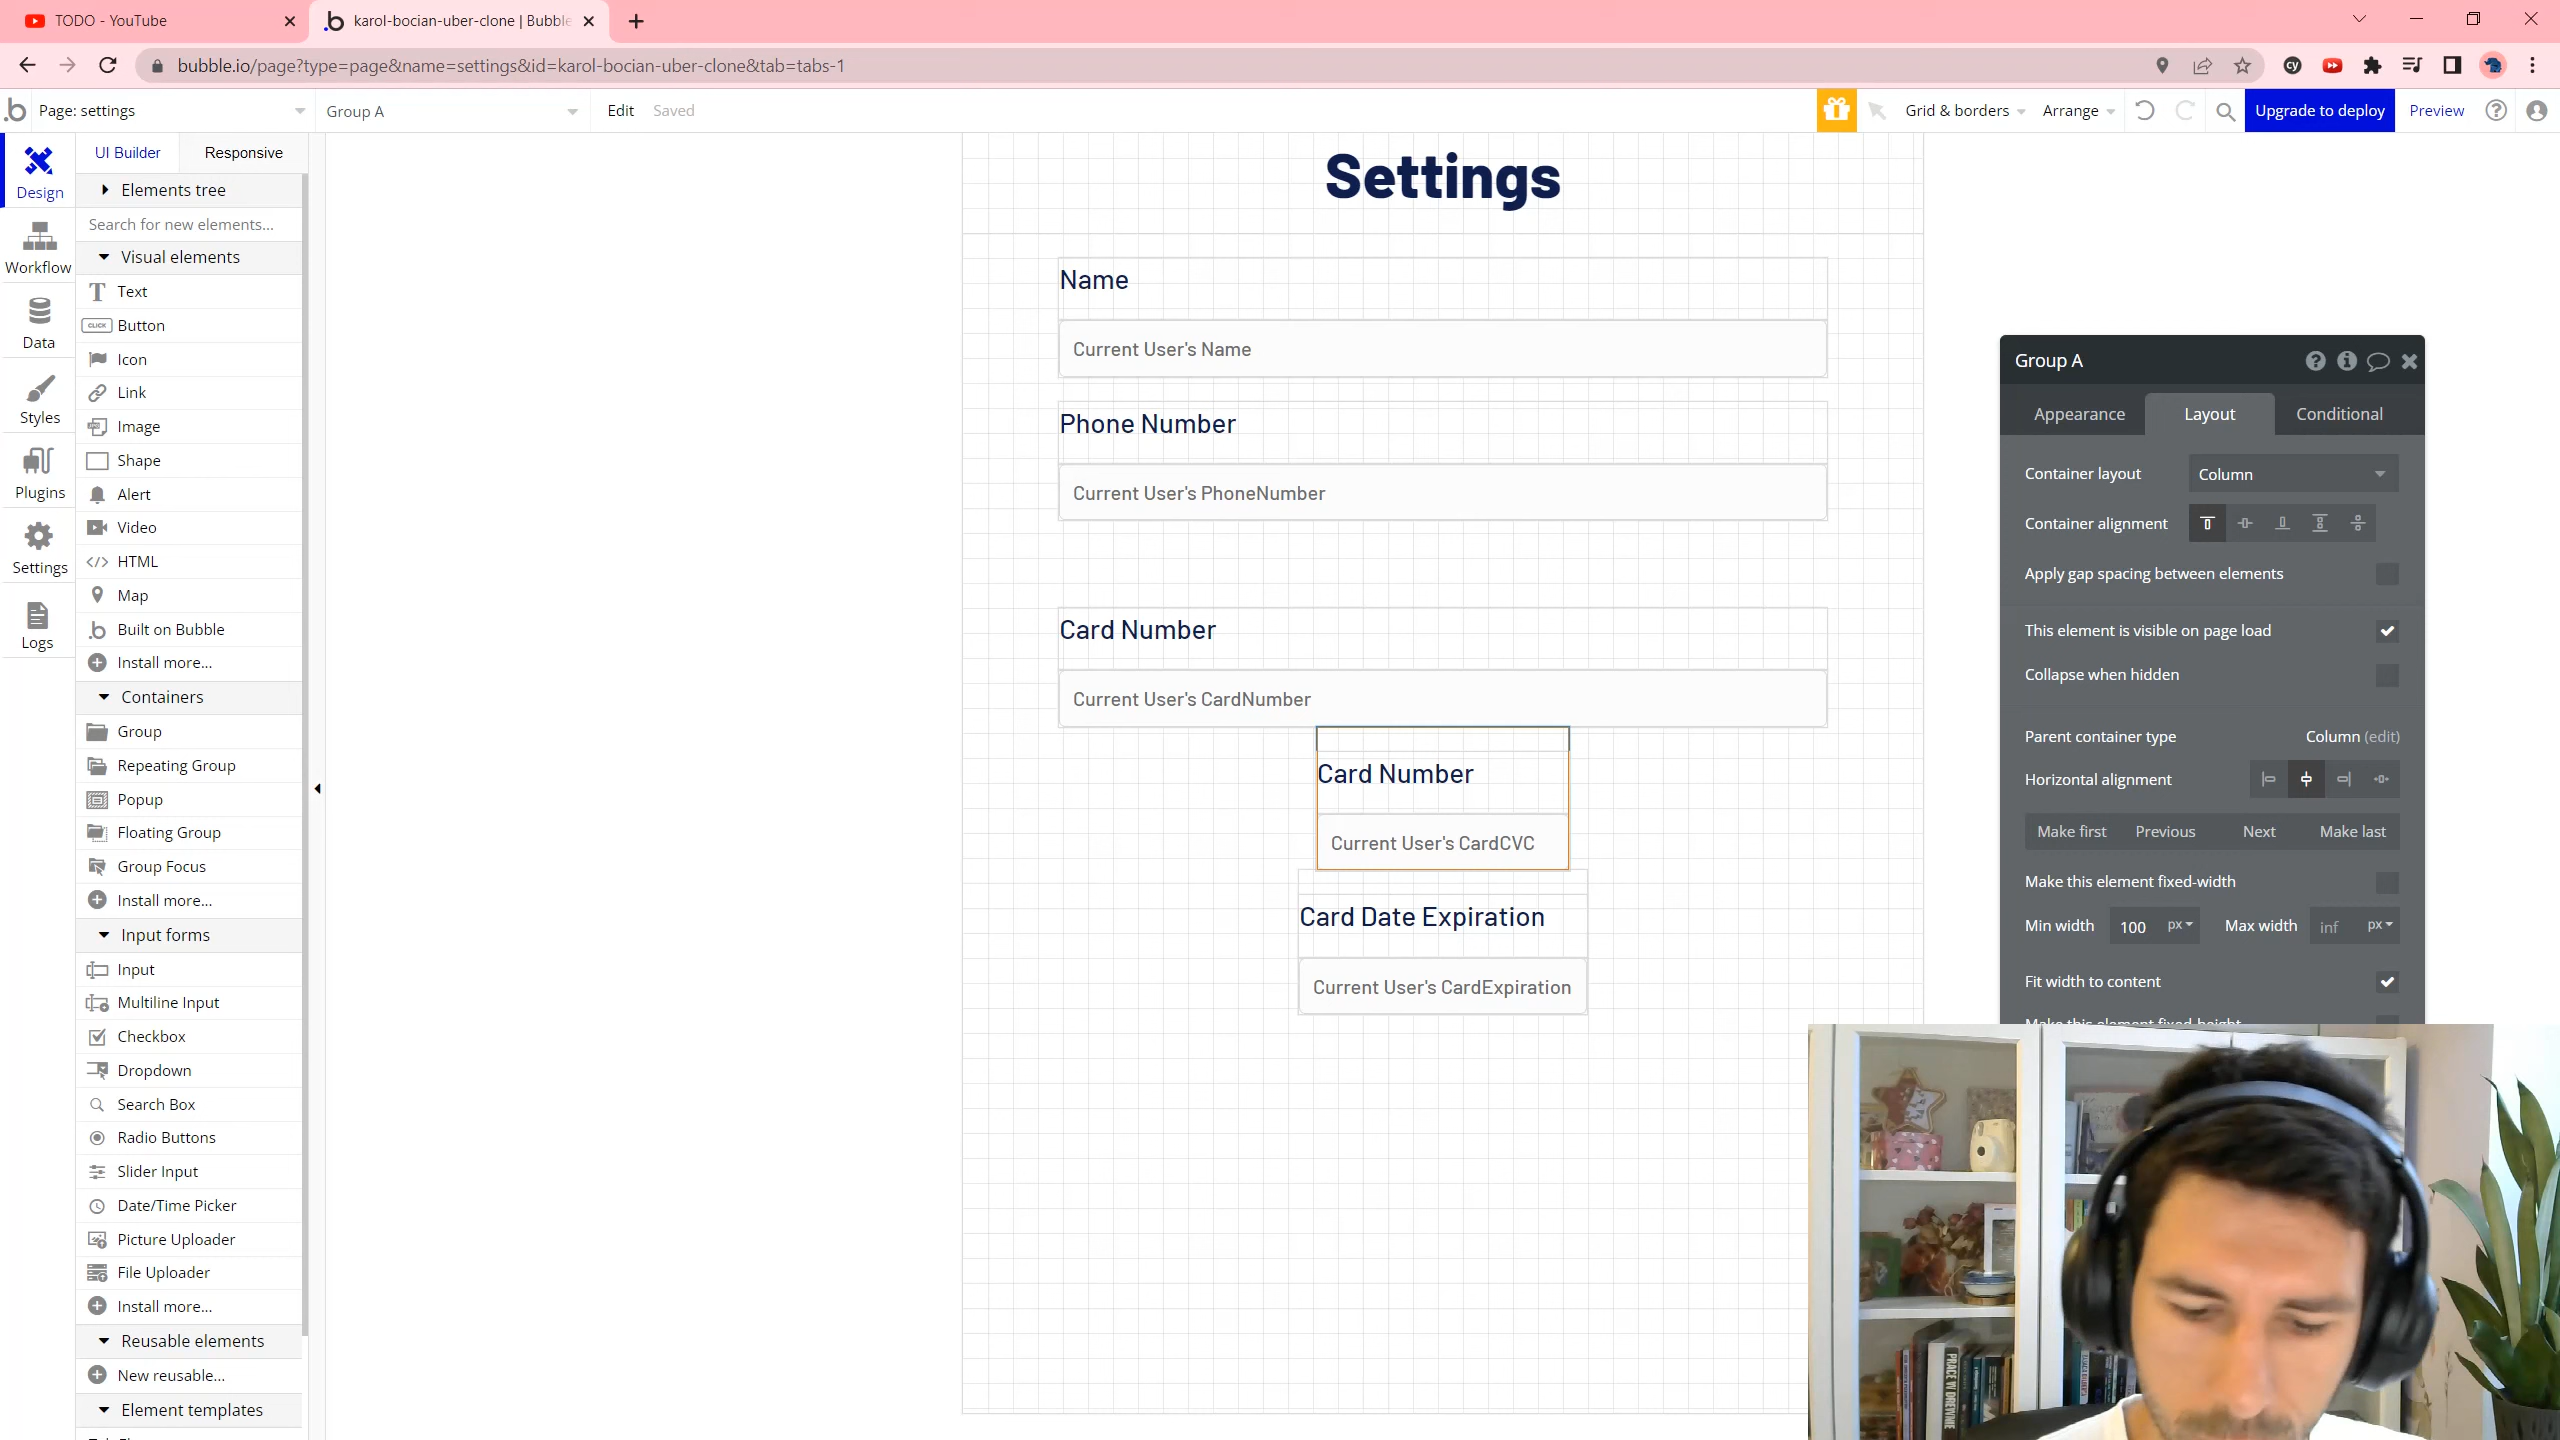 TODO - YouTube
karol-bocian-uber-clone | Bubble
bubble.io/page?type=page&name=settings&id=karol-bocian-uber-clone&tab=tabs-1
Page: settings
Group A
Edit
Saved
Grid & borders
Arrange
Upgrade to deploy
Preview
Design
Workflow
Data
Styles
Plugins
Settings
Logs
UI Builder
Responsive
Elements tree
Search for new elements...
Visual elements
Text
CLICK
Button
Icon
Link
Image
Shape
Alert
Video
HTML
Map
Built on Bubble
Install more...
Containers
Group
Repeating Group
Popup
Floating Group
Group Focus
Install more...
Input forms
Input
Multiline Input
Checkbox
Dropdown
Search Box
Radio Buttons
Slider Input
Date/Time Picker
Picture Uploader
File Uploader
Install more...
Reusable elements
New reusable...
Element templates
Settings
Name
Current User's Name
Phone Number
Current User's PhoneNumber
Card Number
Current User's CardNumber
Card Number
Current User's CardCVC
Card Date Expiration
Current User's CardExpiration
Group A
Appearance
Layout
Conditional
Container layout
Column
Container alignment
Apply gap spacing between elements
This element is visible on page load
Collapse when hidden
Parent container type
Column (edit)
Horizontal alignment
Make first
Previous
Next
Make last
Make this element fixed-width
Min width
100
px
Max width
inf
px
Fit width to content
Make this element fixed-height